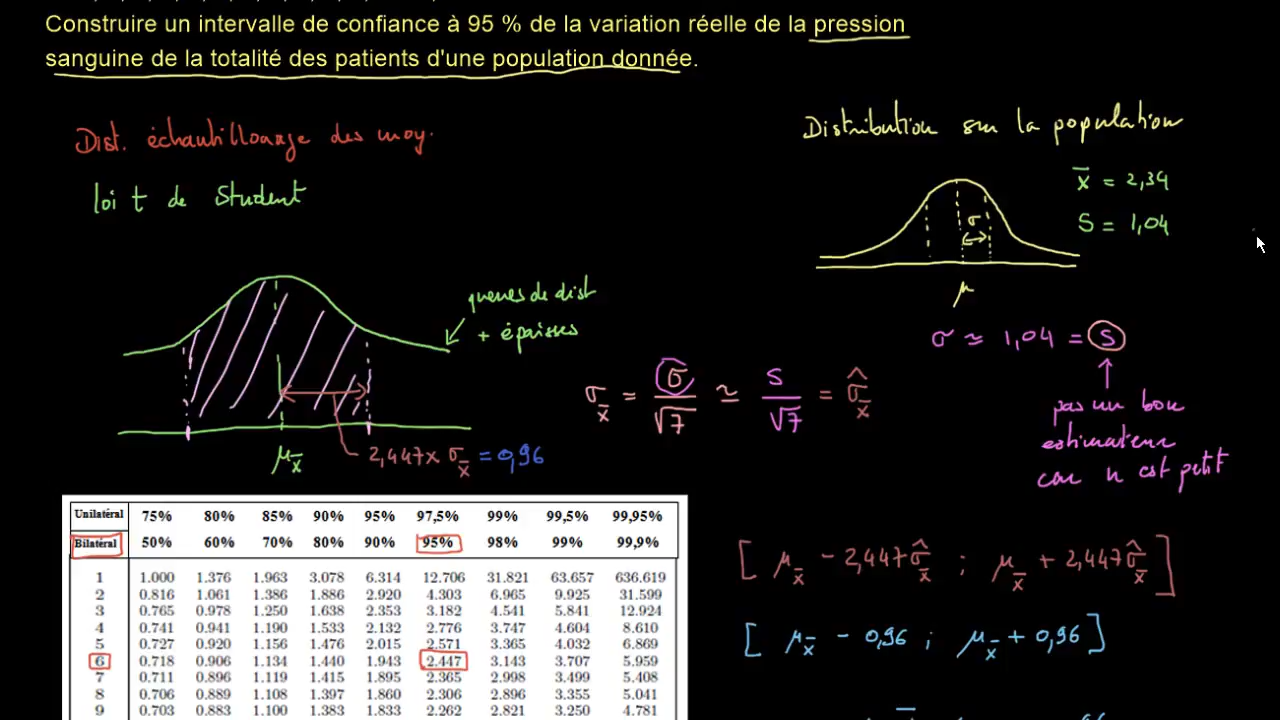 Construire un intervalle de confiance à 95 % de la variation réelle de la pression
sanguine de la totalité des patients d'une population donnée.
Dist. échantillonage des moy.
loi t de Student
Distribution sur la population
x̄ = 2,34
S = 1,04
σ
μ
queues de dist
+ épaisses
σ ≃ 1,04 = S
pas un bon
estimateur
car n est petit
σx̄ = σ/√7 ≃ S/√7 = σ̂x̄
μx̄
2,447 x σx̄ = 0,96
[ μx̄ - 2,447 σ̂x̄ ; μx̄ + 2,447 σ̂x̄ ]
[ μx̄ - 0,96 ; μx̄ + 0,96 ]
Unilatéral 75% 80% 85% 90% 95% 97,5% 99% 99,5% 99,95%
Bilatéral 50% 60% 70% 80% 90% 95% 98% 99% 99,9%
1 1.000 1.376 1.963 3.078 6.314 12.706 31.821 63.657 636.619
2 0.816 1.061 1.386 1.886 2.920 4.303 6.965 9.925 31.599
3 0.765 0.978 1.250 1.638 2.353 3.182 4.541 5.841 12.924
4 0.741 0.941 1.190 1.533 2.132 2.776 3.747 4.604 8.610
5 0.727 0.920 1.156 1.476 2.015 2.571 3.365 4.032 6.869
6 0.718 0.906 1.134 1.440 1.943 2.447 3.143 3.707 5.959
7 0.711 0.896 1.119 1.415 1.895 2.365 2.998 3.499 5.408
8 0.706 0.889 1.108 1.397 1.860 2.306 2.896 3.355 5.041
9 0.703 0.883 1.100 1.383 1.833 2.262 2.821 3.250 4.781